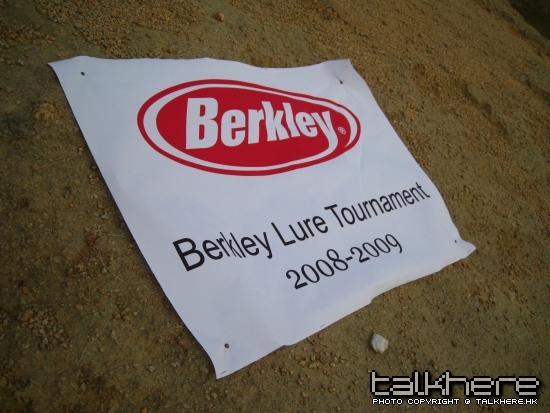 Berkley®
Berkley Lure Tournament
2008-2009
talkhere
PHOTO COPYRIGHT @ TALKHERE.HK